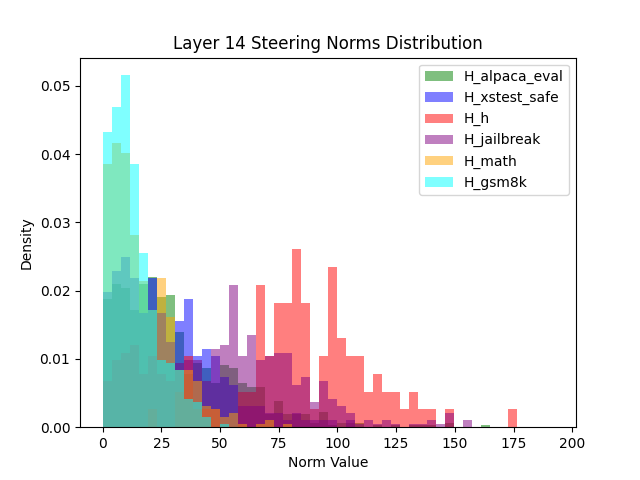 Layer 14 Steering Norms Distribution
H_alpaca_eval
H_xstest_safe
H_h
H_jailbreak
H_math
H_gsm8k
Density
0.05
0.04
0.03
0.02
0.01
0.00
0 25 50 75 100 125 150 175 200
Norm Value